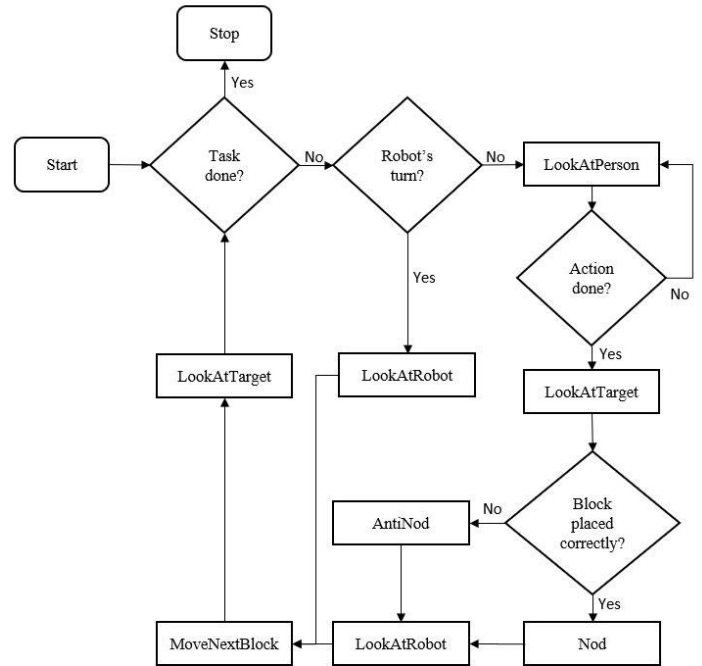 Stop
Yes
Start
Task
done?
No
Robot's
turn?
No
LookAtPerson
Yes
Action
done?
No
Yes
LookAtTarget
LookAtRobot
LookAtTarget
No
AntiNod
Block
placed
correctly?
Yes
MoveNextBlock
LookAtRobot
Nod